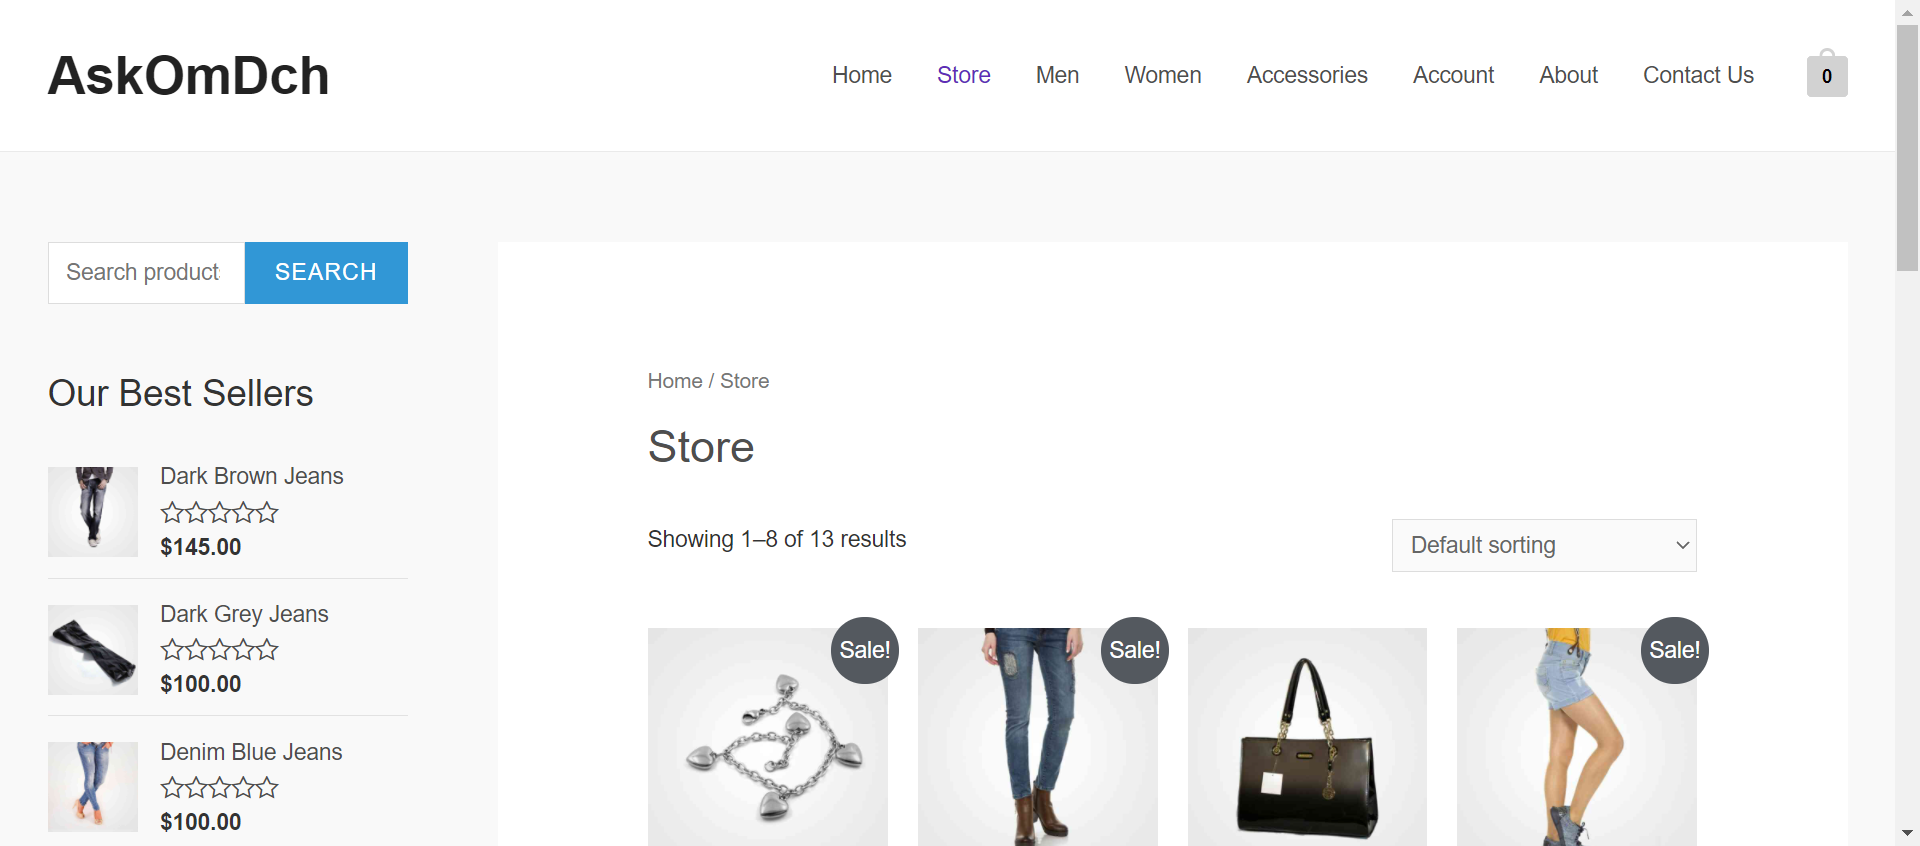 AskOmDch
Home Store Men Women Accessories Account About Contact Us 0
Search product SEARCH
Our Best Sellers
Dark Brown Jeans
$145.00
Dark Grey Jeans
$100.00
Denim Blue Jeans
$100.00
Home / Store
Store
Showing 1–8 of 13 results
Default sorting
Sale!
Sale!
Sale!